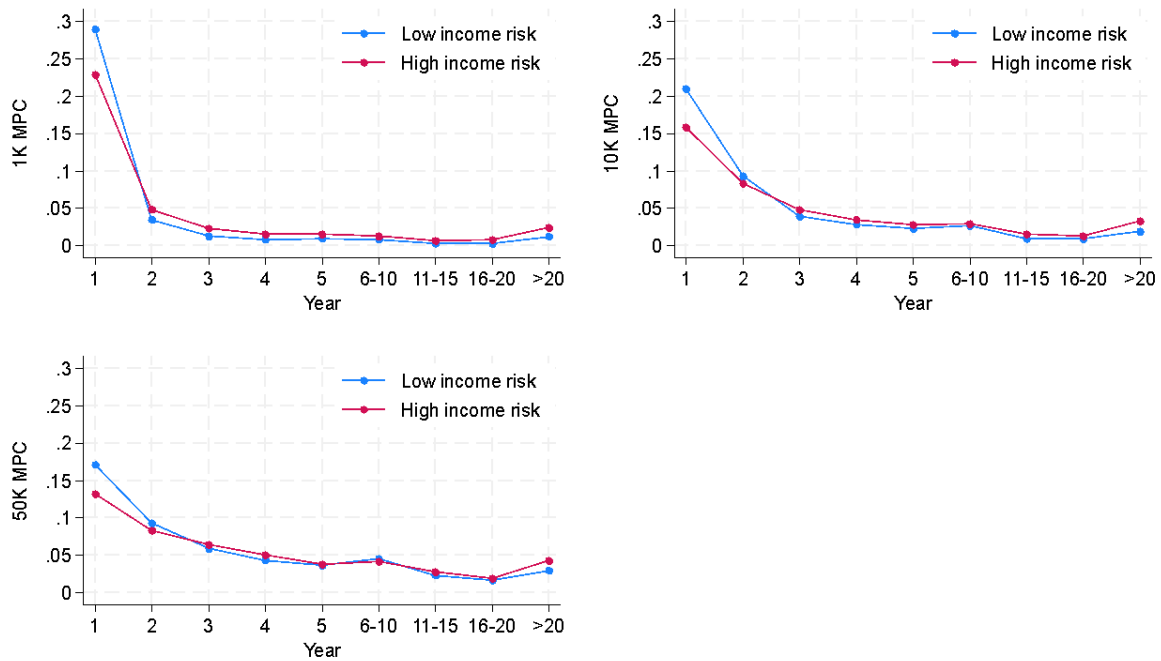 1K MPC
.3
.25
.2
.15
.1
.05
0
Low income risk
High income risk
1 2 3 4 5 6-10 11-15 16-20 >20
Year
10K MPC
.3
.25
.2
.15
.1
.05
0
Low income risk
High income risk
1 2 3 4 5 6-10 11-15 16-20 >20
Year
50K MPC
.3
.25
.2
.15
.1
.05
0
Low income risk
High income risk
1 2 3 4 5 6-10 11-15 16-20 >20
Year